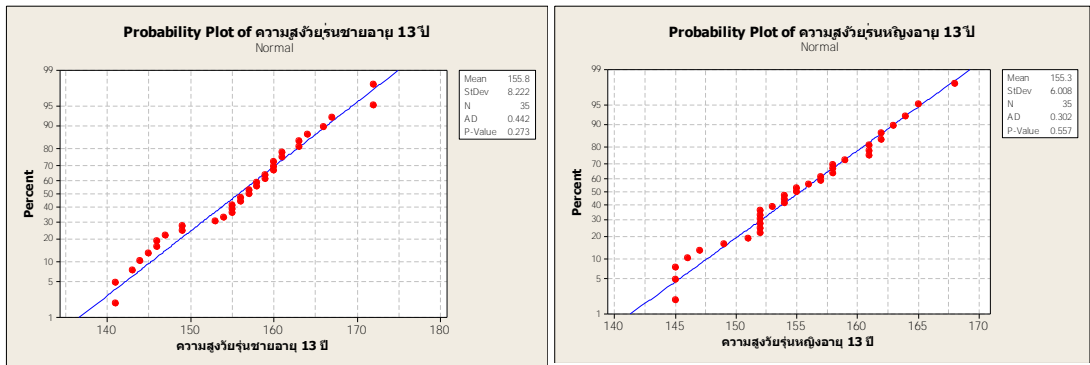 Probability Plot of ความสูงวัยรุ่นชายอายุ 13 ปี
Normal
99
95
90
80
70
60
50
40
30
20
10
5
1
Percent
140
150
160
170
180
ความสูงวัยรุ่นชายอายุ 13 ปี
Mean 155.8
StDev 8.222
N 35
AD 0.442
P-Value 0.273
Probability Plot of ความสูงวัยรุ่นหญิงอายุ 13 ปี
Normal
99
95
90
80
70
60
50
40
30
20
10
5
1
Percent
140
145
150
155
160
165
170
ความสูงวัยรุ่นหญิงอายุ 13 ปี
Mean 155.3
StDev 6.008
N 35
AD 0.302
P-Value 0.557